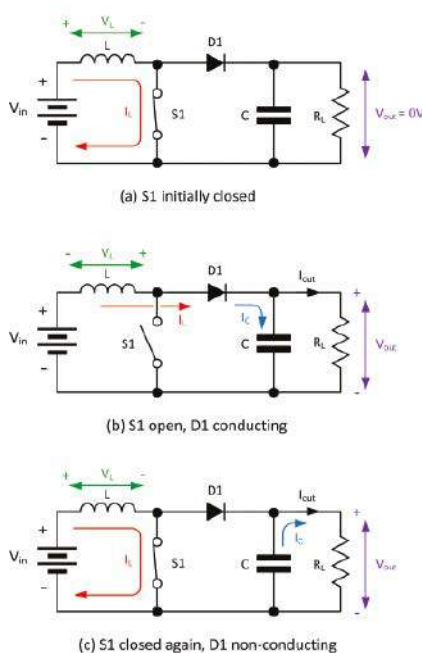 + V_L -
L
D1
+
V_in
-
I_L
S1
C
R_L
V_out = 0V
(a) S1 initially closed
- V_L +
L
D1
I_out
+
V_in
-
I_L
S1
I_C
C
R_L
+
V_out
-
(b) S1 open, D1 conducting
+ V_L -
L
D1
I_out
+
V_in
-
I_L
S1
C
I_C
R_L
+
V_out
-
(c) S1 closed again, D1 non-conducting